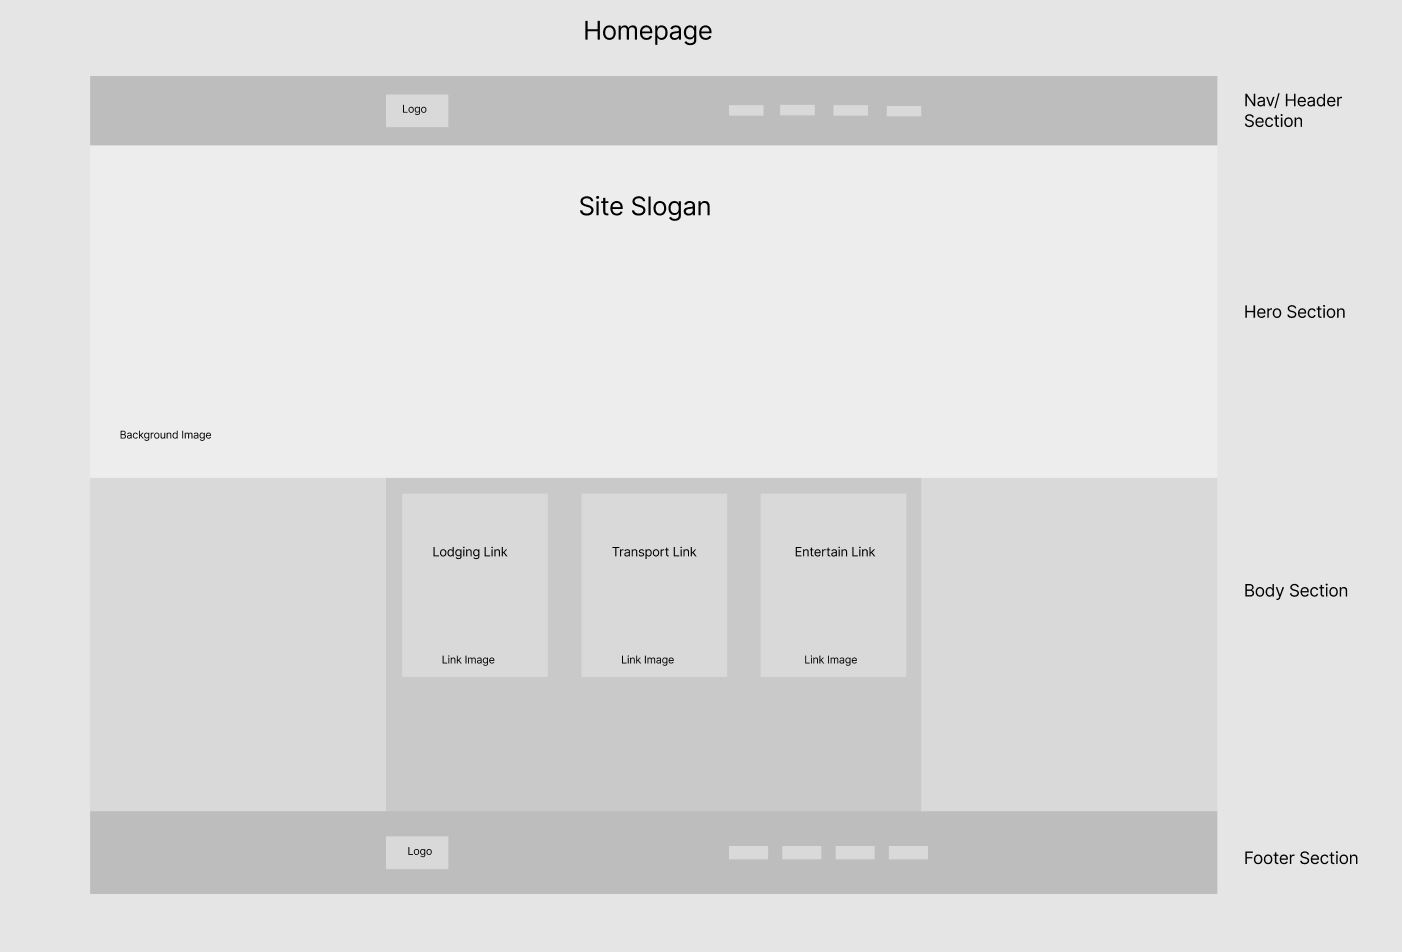 Homepage
Logo
Nav/ Header
Section
Site Slogan
Hero Section
Background Image
Lodging Link
Transport Link
Entertain Link
Body Section
Link Image
Link Image
Link Image
Logo
Footer Section